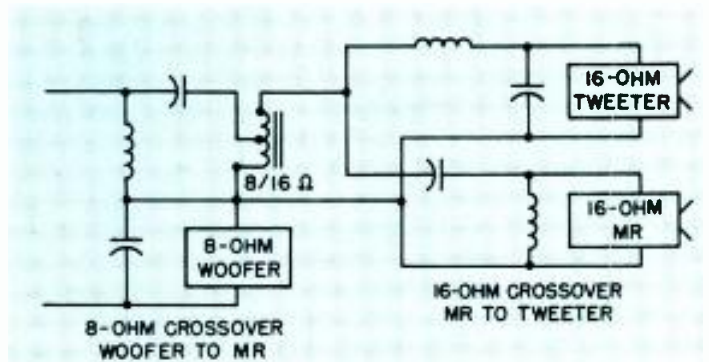 16-OHM
TWEETER
8/16 Ω
16-OHM
MR
8-OHM
WOOFER
16-OHM CROSSOVER
MR TO TWEETER
8-OHM CROSSOVER
WOOFER TO MR